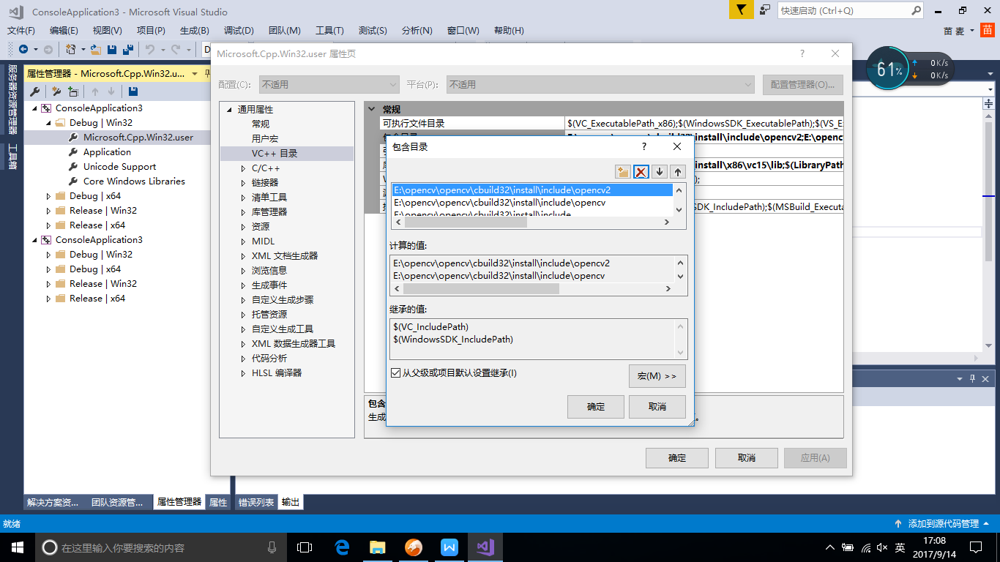 ConsoleApplication3 - Microsoft Visual Studio
快速启动 (Ctrl+Q)
文件(F) 编辑(E) 视图(V) 项目(P) 生成(B) 调试(D) 团队(M) 工具(T) 测试(S) 分析(N) 窗口(W) 帮助(H)
苗 麦
苗
D
Microsoft.Cpp.Win32.user 属性页
61%
0K/s
0K/s
服务器资源管理器
工具箱
属性管理器 - Microsoft.Cpp.Win32.u...
配置(C): 不适用
平台(P): 不适用
配置管理器(O)...
ConsoleApplication3
Debug | Win32
Microsoft.Cpp.Win32.user
Application
Unicode Support
Core Windows Libraries
Debug | x64
Release | Win32
Release | x64
ConsoleApplication3
Debug | Win32
Debug | x64
Release | Win32
Release | x64
通用属性
常规
用户宏
VC++ 目录
C/C++
链接器
清单工具
库管理器
资源
MIDL
XML 文档生成器
浏览信息
生成事件
自定义生成步骤
托管资源
自定义生成工具
XML 数据生成器工具
代码分析
HLSL 编译器
常规
可执行文件目录
$(VC_ExecutablePath_x86);$(WindowsSDK_ExecutablePath);$(VS_E
install\include\opencv2;E:\openc
install\x86\vc15\lib;$(LibraryPath
);
SDK_IncludePath);$(MSBuild_Executa
包含目录
E:\opencv\opencv\cbuild32\install\include\opencv2
E:\opencv\opencv\cbuild32\install\include\opencv
E:\opencv\opencv\cbuild32\install\include
计算的值:
E:\opencv\opencv\cbuild32\install\include\opencv2
E:\opencv\opencv\cbuild32\install\include\opencv
继承的值:
$(VC_IncludePath)
$(WindowsSDK_IncludePath)
从父级或项目默认设置继承(I)
宏(M) >>
确定
取消
包含
生成
确定
取消
应用(A)
解决方案资... 团队资源管... 属性管理器 属性
错误列表 输出
就绪
添加到源代码管理
在这里输入你要搜索的内容
英
17:08
2017/9/14